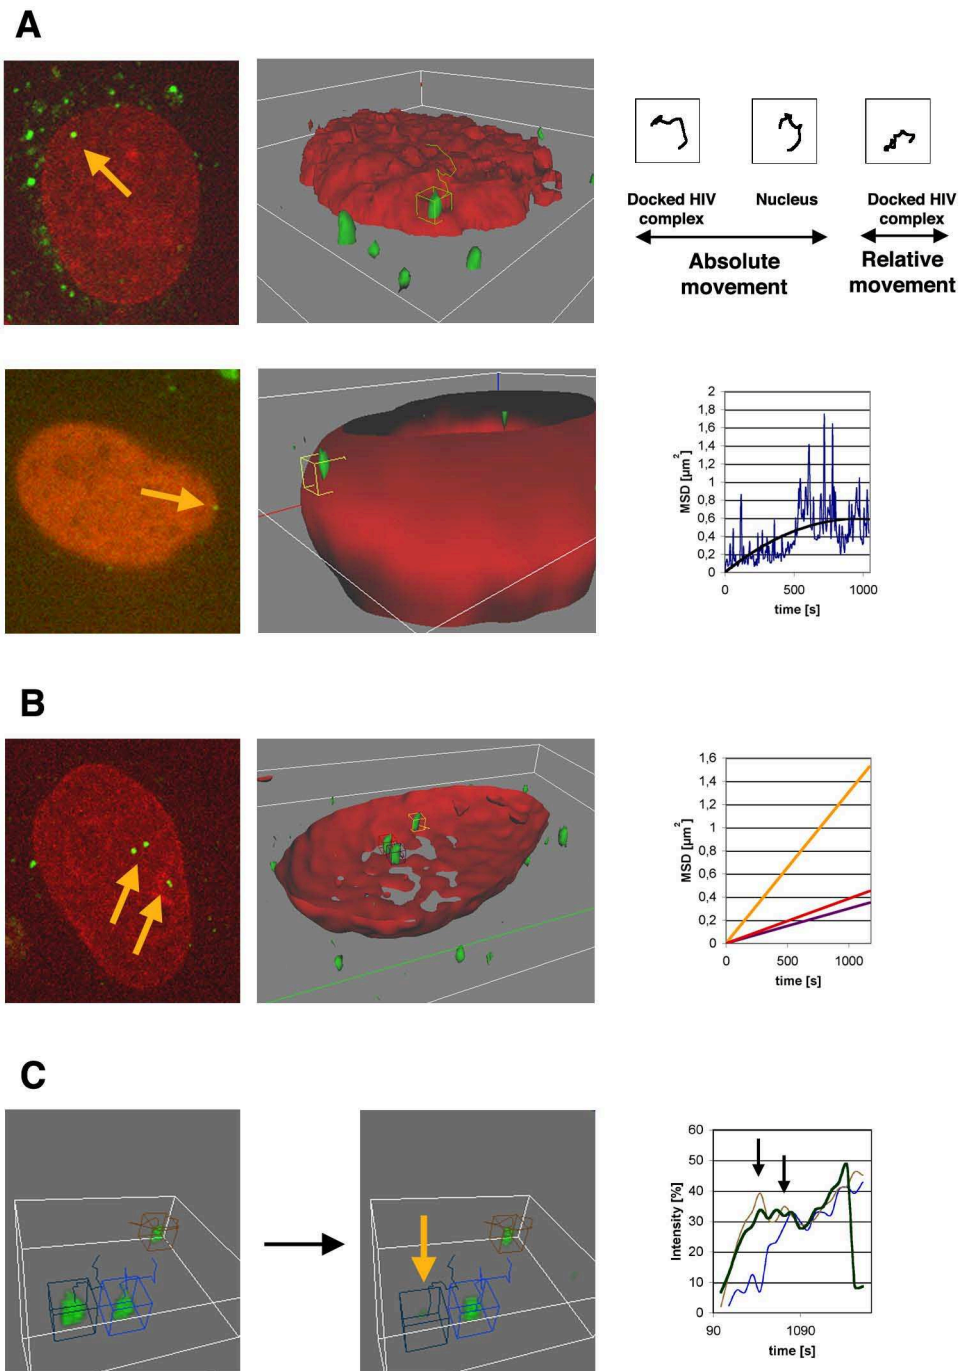 A
Docked HIV
complex
Nucleus
Docked HIV
complex
Absolute
movement
Relative
movement
2
1,8
1,6
1,4
1,2
1
0,8
0,6
0,4
0,2
0
MSD [µm²]
0
500
1000
time [s]
B
1,6
1,4
1,2
1
0,8
0,6
0,4
0,2
0
MSD [µm²]
0
500
1000
time [s]
C
60
50
40
30
20
10
0
Intensity [%]
90
1090
time [s]